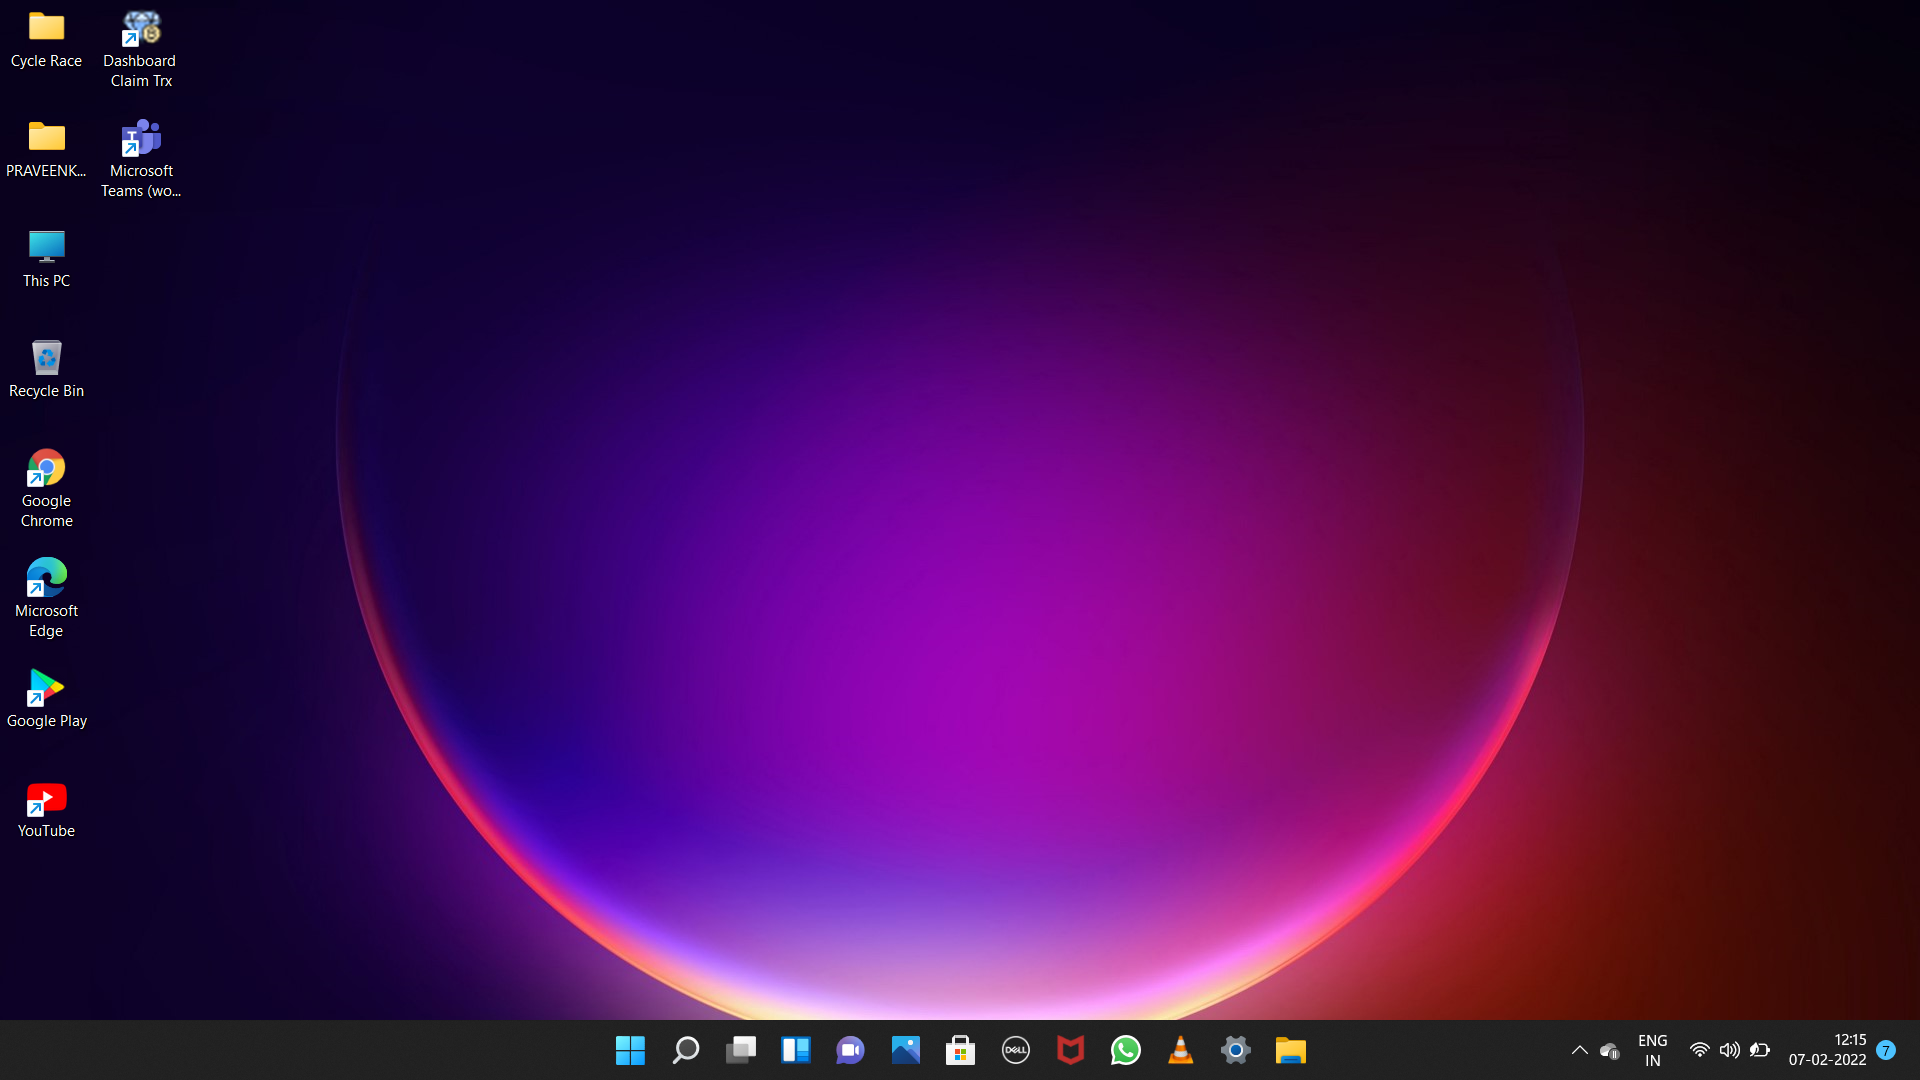 Cycle Race
Dashboard
Claim Trx
PRAVEENK...
Microsoft
Teams (wo...
This PC
Recycle Bin
Google
Chrome
Microsoft
Edge
Google Play
YouTube
DELL
ENG
IN
12:15
07-02-2022
7